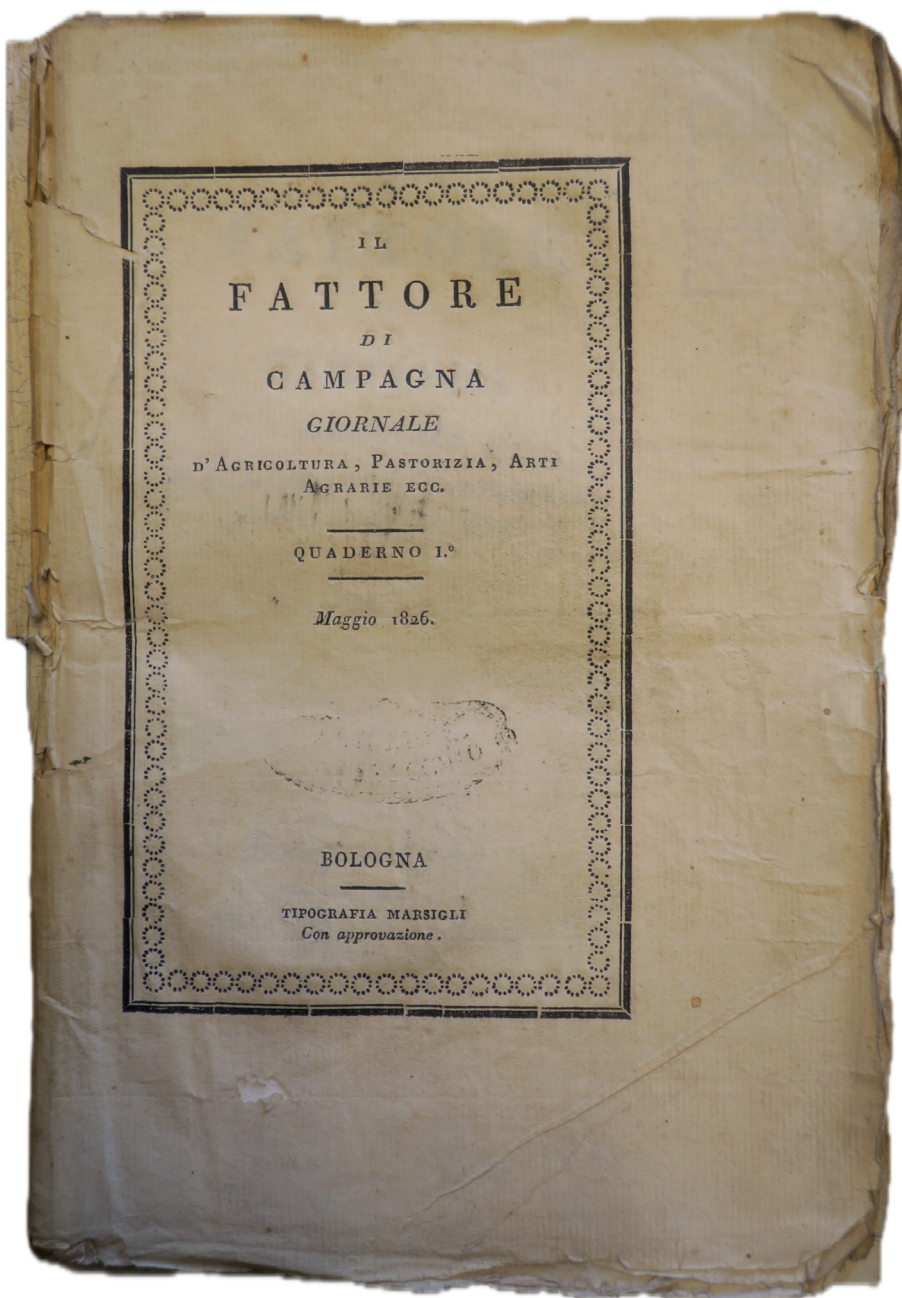 IL
FATTORE
DI
CAMPAGNA
GIORNALE
D'AGRICOLTURA, PASTORIZIA, ARTI
AGRARIE ECC.
QUADERNO I.º
Maggio 1826.
BOLOGNA
TIPOGRAFIA MARSIGLI
Con approvazione.